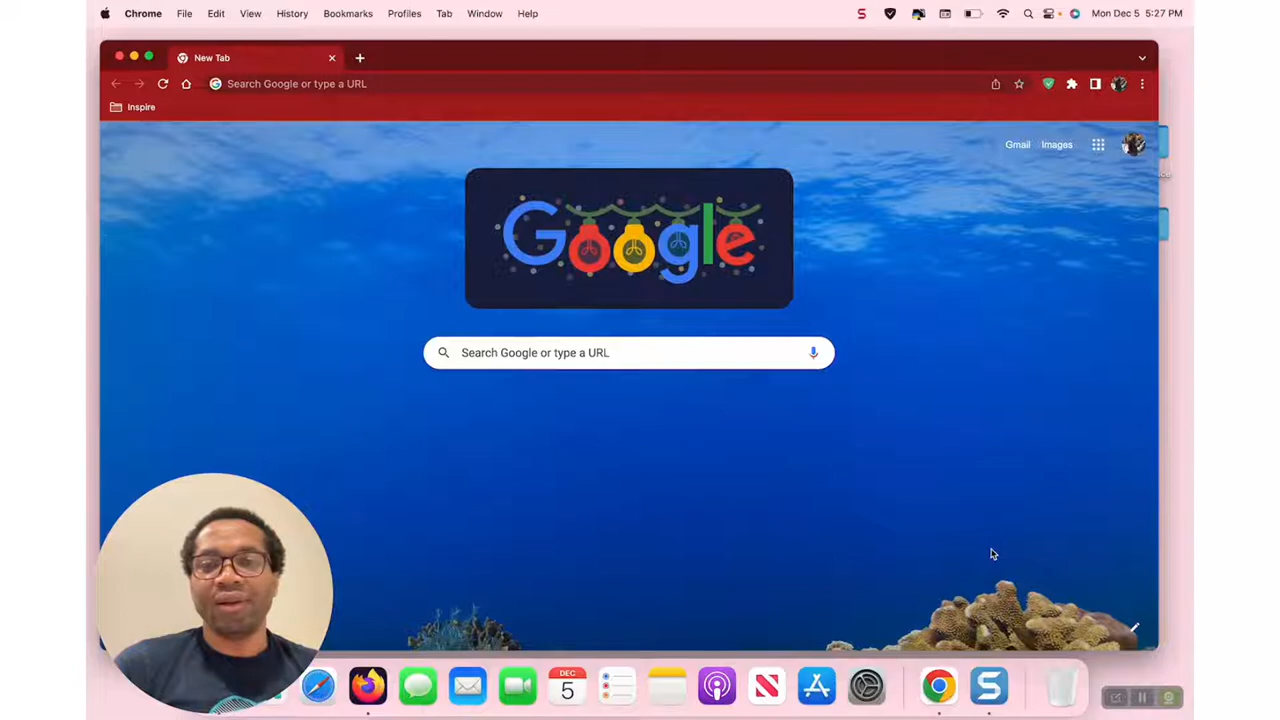 Chrome File Edit View History Bookmarks Profiles Tab Window Help Mon Dec 5 5:27 PM
New Tab
Search Google or type a URL
Inspire
Gmail Images
Google
Search Google or type a URL
DEC
5